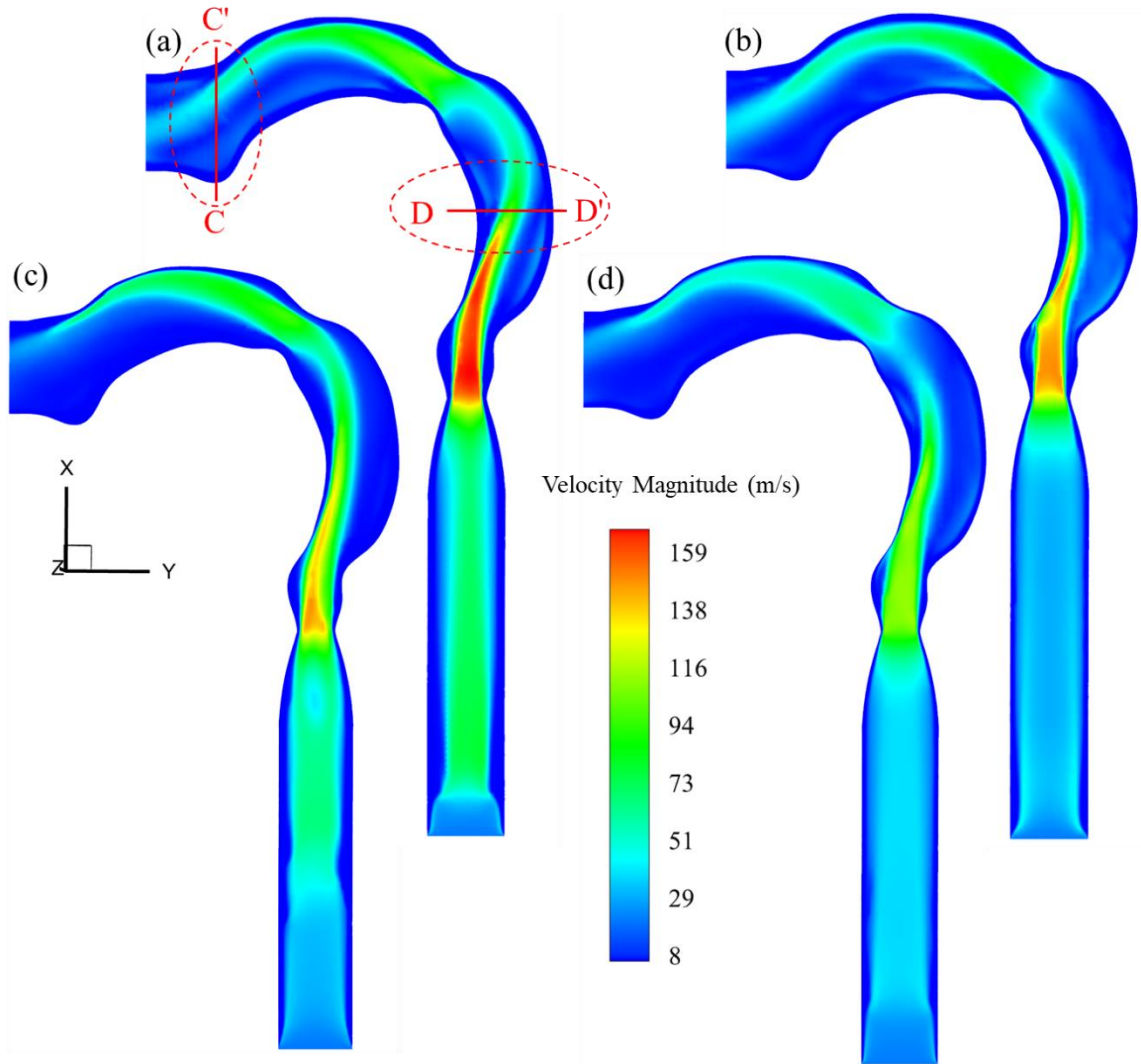 C'
(a)
(b)
C
D
D'
(c)
(d)
X
Z
Y
Velocity Magnitude (m/s)
159
138
116
94
73
51
29
8